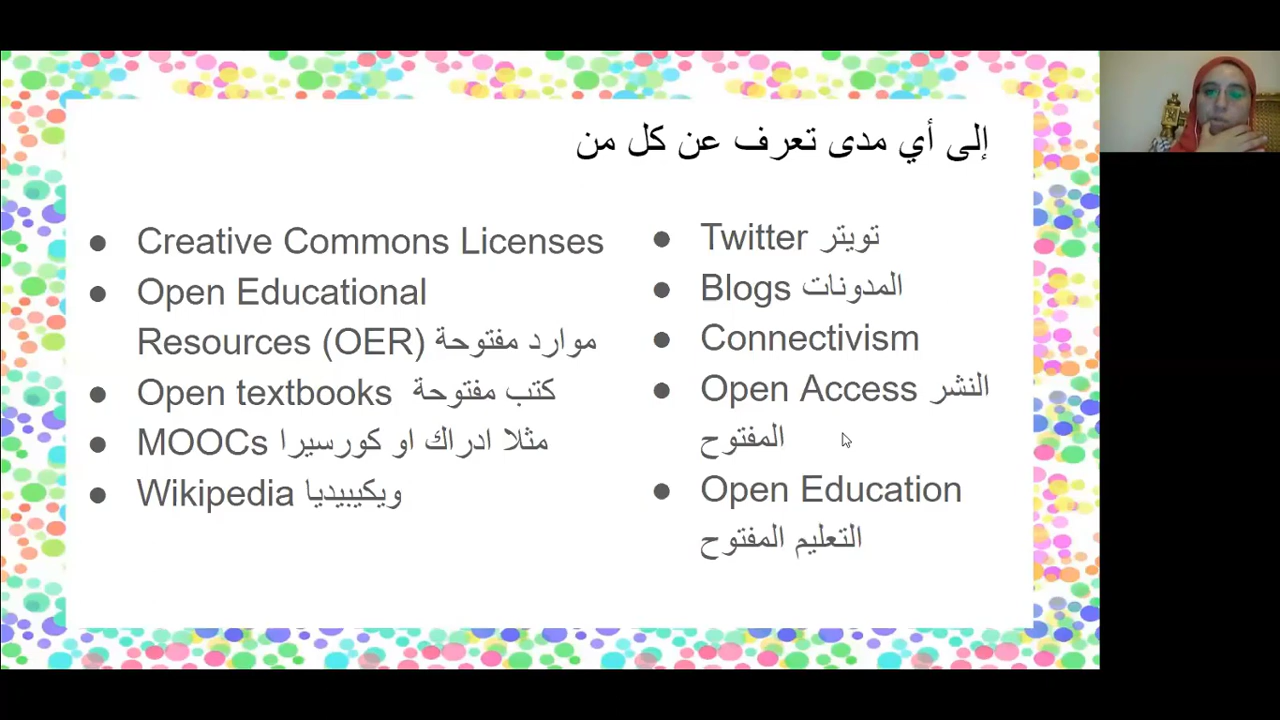 إلى أي مدى تعرف عن كل من
Creative Commons Licenses
Open Educational
Resources (OER) موارد مفتوحة
Open textbooks كتب مفتوحة
MOOCs مثلا ادراك او كورسيرا
Wikipedia ويكيبيديا
Twitter تويتر
Blogs المدونات
Connectivism
Open Access النشر
المفتوح
Open Education
التعليم المفتوح